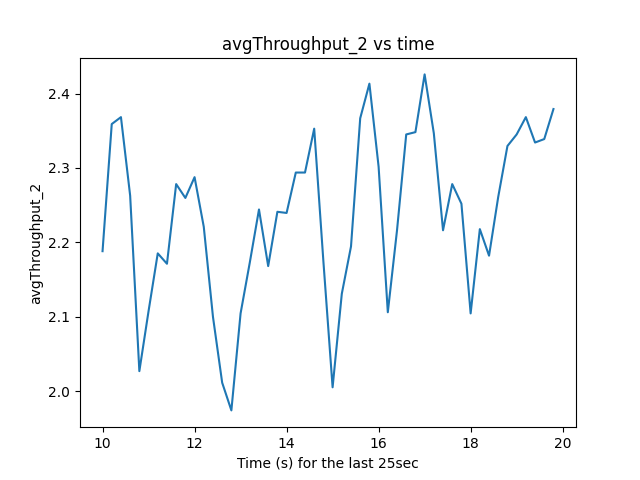 avgThroughput_2 vs time
avgThroughput_2
2.4
2.3
2.2
2.1
2.0
10 12 14 16 18 20
Time (s) for the last 25sec